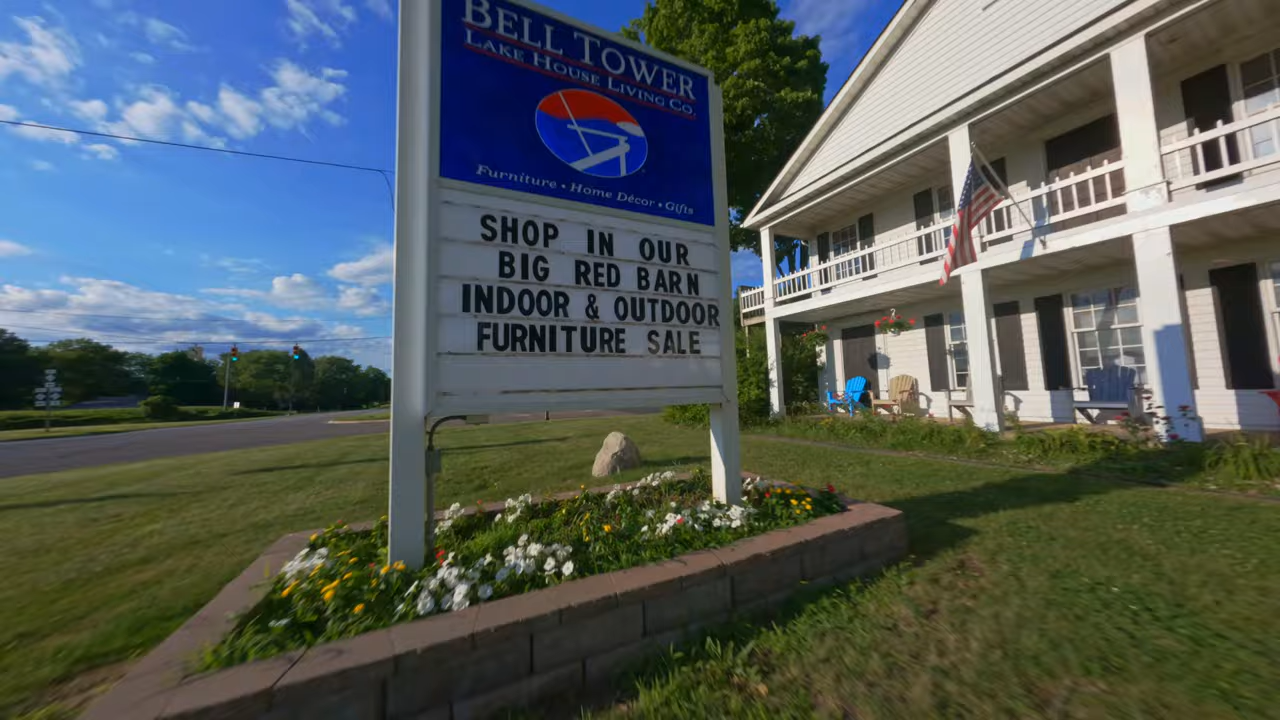 BELL TOWER
LAKE HOUSE LIVING CO.
Furniture • Home Décor • Gifts
SHOP IN OUR
BIG RED BARN
INDOOR & OUTDOOR
FURNITURE SALE